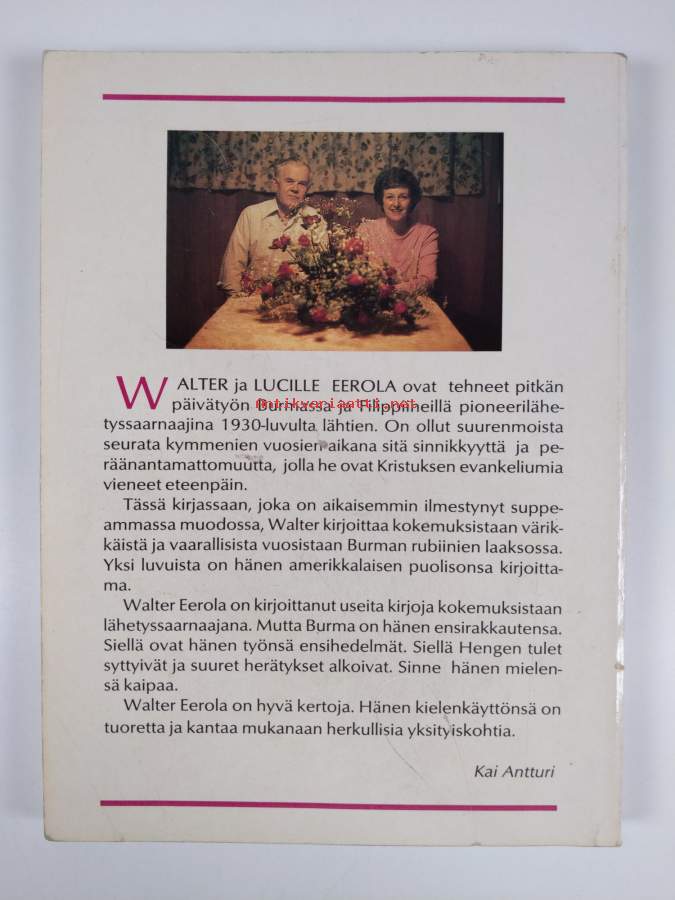 WALTER ja LUCILLE EEROLA ovat tehneet pitkän
päivätyön Burmassa ja Filippiineillä pioneerilähe-
antikvariaatti.net
tyssaarnaajina 1930-luvulta lähtien. On ollut suurenmoista
seurata kymmenien vuosien aikana sitä sinnikkyyttä ja pe-
räänantamattomuutta, jolla he ovat Kristuksen evankeliumia
vieneet eteenpäin.
Tässä kirjassaan, joka on aikaisemmin ilmestynyt suppe-
ammassa muodossa, Walter kirjoittaa kokemuksistaan värik-
käistä ja vaarallisista vuosistaan Burman rubiinien laaksossa.
Yksi luvuista on hänen amerikkalaisen puolisonsa kirjoitta-
ma.
Walter Eerola on kirjoittanut useita kirjoja kokemuksistaan
lähetyssaarnaajana. Mutta Burma on hänen ensirakkautensa.
Siellä ovat hänen työnsä ensihedelmät. Siellä Hengen tulet
syttyivät ja suuret herätykset alkoivat. Sinne hänen mielen-
sä kaipaa.
Walter Eerola on hyvä kertoja. Hänen kielenkäyttönsä on
tuoretta ja kantaa mukanaan herkullisia yksityiskohtia.
Kai Antturi